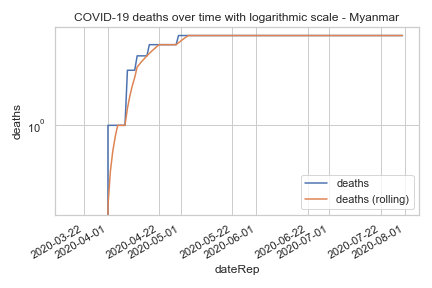 COVID-19 deaths over time with logarithmic scale - Myanmar
deaths
10^0
deaths
deaths (rolling)
2020-03-22
2020-04-01
2020-04-22
2020-05-01
2020-05-22
2020-06-01
2020-06-22
2020-07-01
2020-07-22
2020-08-01
dateRep